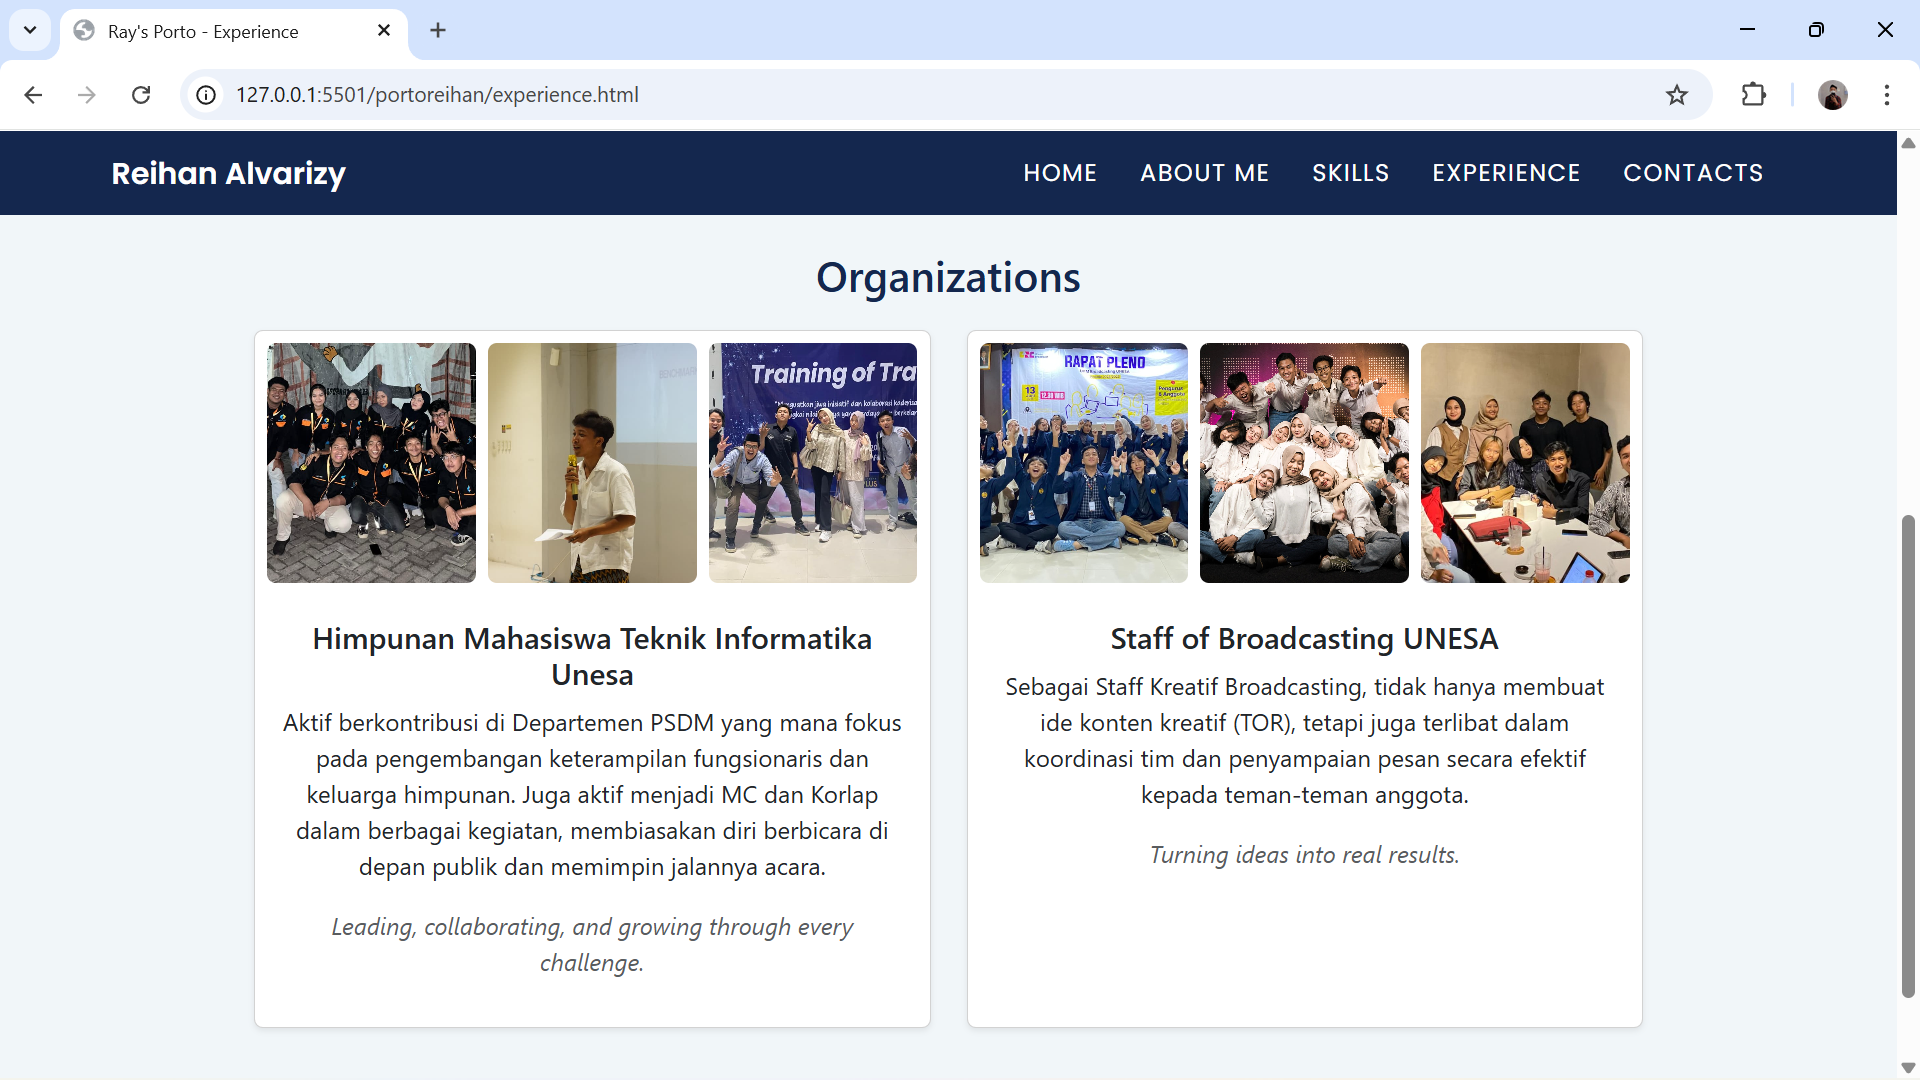 Ray's Porto - Experience
127.0.0.1:5501/portoreihan/experience.html
Reihan Alvarizy
HOME
ABOUT ME
SKILLS
EXPERIENCE
CONTACTS
Organizations
Training of Tra
RAPAT PLENO
13
Himpunan Mahasiswa Teknik Informatika
Unesa
Aktif berkontribusi di Departemen PSDM yang mana fokus
pada pengembangan keterampilan fungsionaris dan
keluarga himpunan. Juga aktif menjadi MC dan Korlap
dalam berbagai kegiatan, membiasakan diri berbicara di
depan publik dan memimpin jalannya acara.
Leading, collaborating, and growing through every
challenge.
Staff of Broadcasting UNESA
Sebagai Staff Kreatif Broadcasting, tidak hanya membuat
ide konten kreatif (TOR), tetapi juga terlibat dalam
koordinasi tim dan penyampaian pesan secara efektif
kepada teman-teman anggota.
Turning ideas into real results.